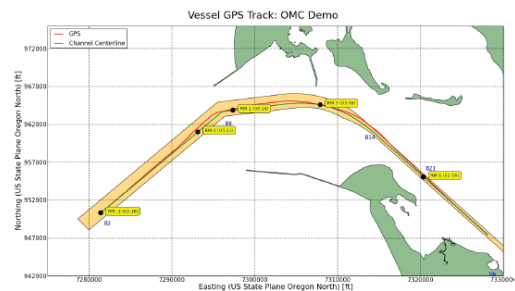 Vessel GPS Track: OMC Demo
GPS
Channel Centerline
Northing (US State Plane Oregon North) [ft]
972000
967000
962000
957000
952000
947000
942000
7280000
7290000
7300000
7310000
7320000
7330000
Easting (US State Plane Oregon North) [ft]
B2
B8
B14
B21